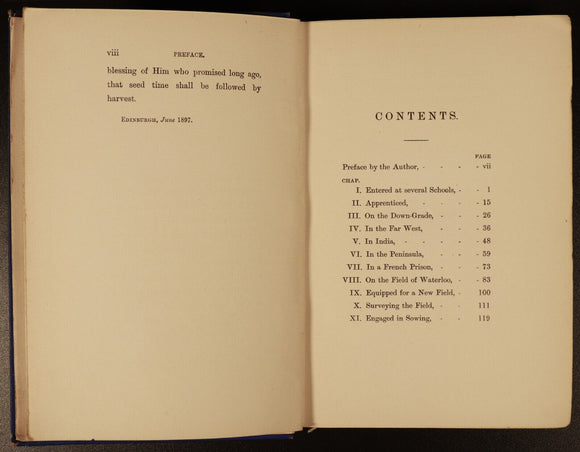 viii PREFACE.
blessing of Him who promised long ago,
that seed time shall be followed by
harvest.
EDINBURGH, June 1897.
CONTENTS.
PAGE
Preface by the Author, - - - vii
CHAP.
I. Entered at several Schools, - - 1
II. Apprenticed, - - - - 15
III. On the Down-Grade, - - - 26
IV. In the Far West, - - - 36
V. In India, - - - - 48
VI. In the Peninsula, - - - 59
VII. In a French Prison, - - - 73
VIII. On the Field of Waterloo, - - 83
IX. Equipped for a New Field, - 100
X. Surveying the Field, - - 111
XI. Engaged in Sowing, - - 119